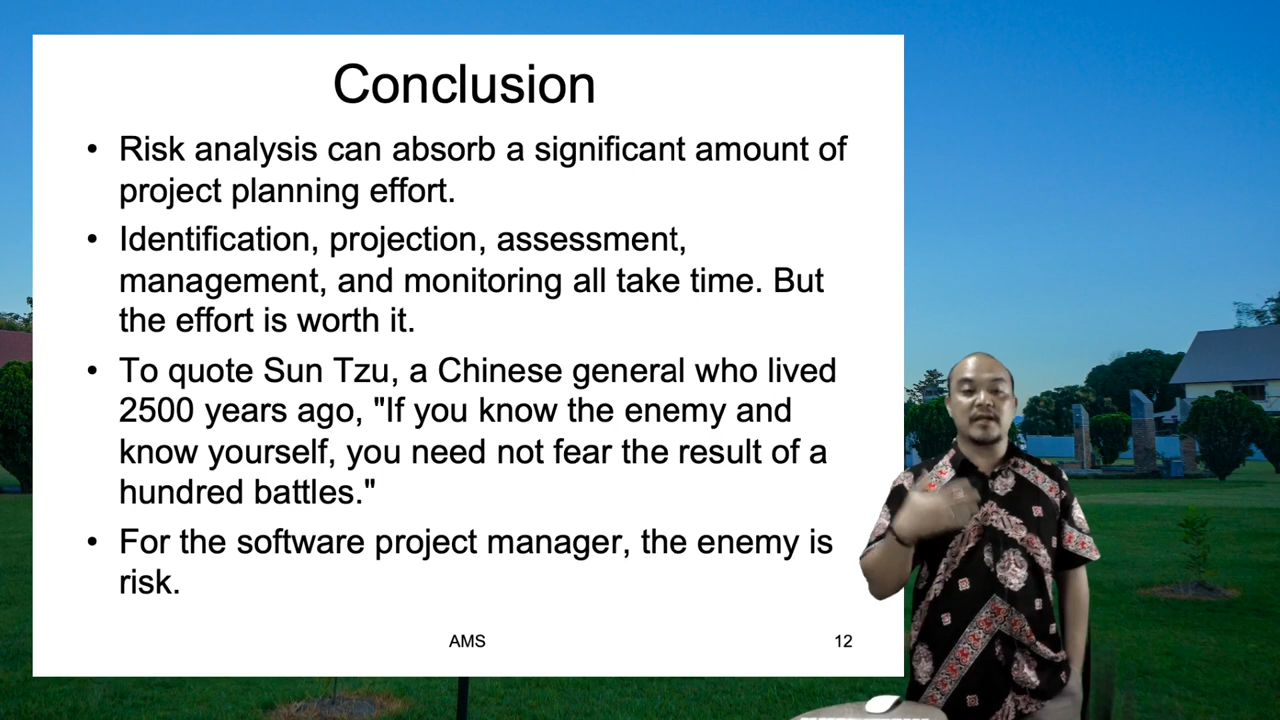 Conclusion
• Risk analysis can absorb a significant amount of
project planning effort.
• Identification, projection, assessment,
management, and monitoring all take time. But
the effort is worth it.
• To quote Sun Tzu, a Chinese general who lived
2500 years ago, "If you know the enemy and
know yourself, you need not fear the result of a
hundred battles."
• For the software project manager, the enemy is
risk.
AMS
12